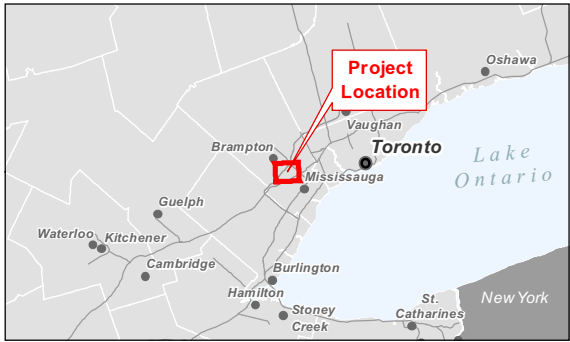 Oshawa
Project
Location
Vaughan
Toronto
Brampton
Lake
Ontario
Mississauga
Guelph
Waterloo
Kitchener
Cambridge
Burlington
Hamilton
Stoney
Creek
St.
Catharines
New York